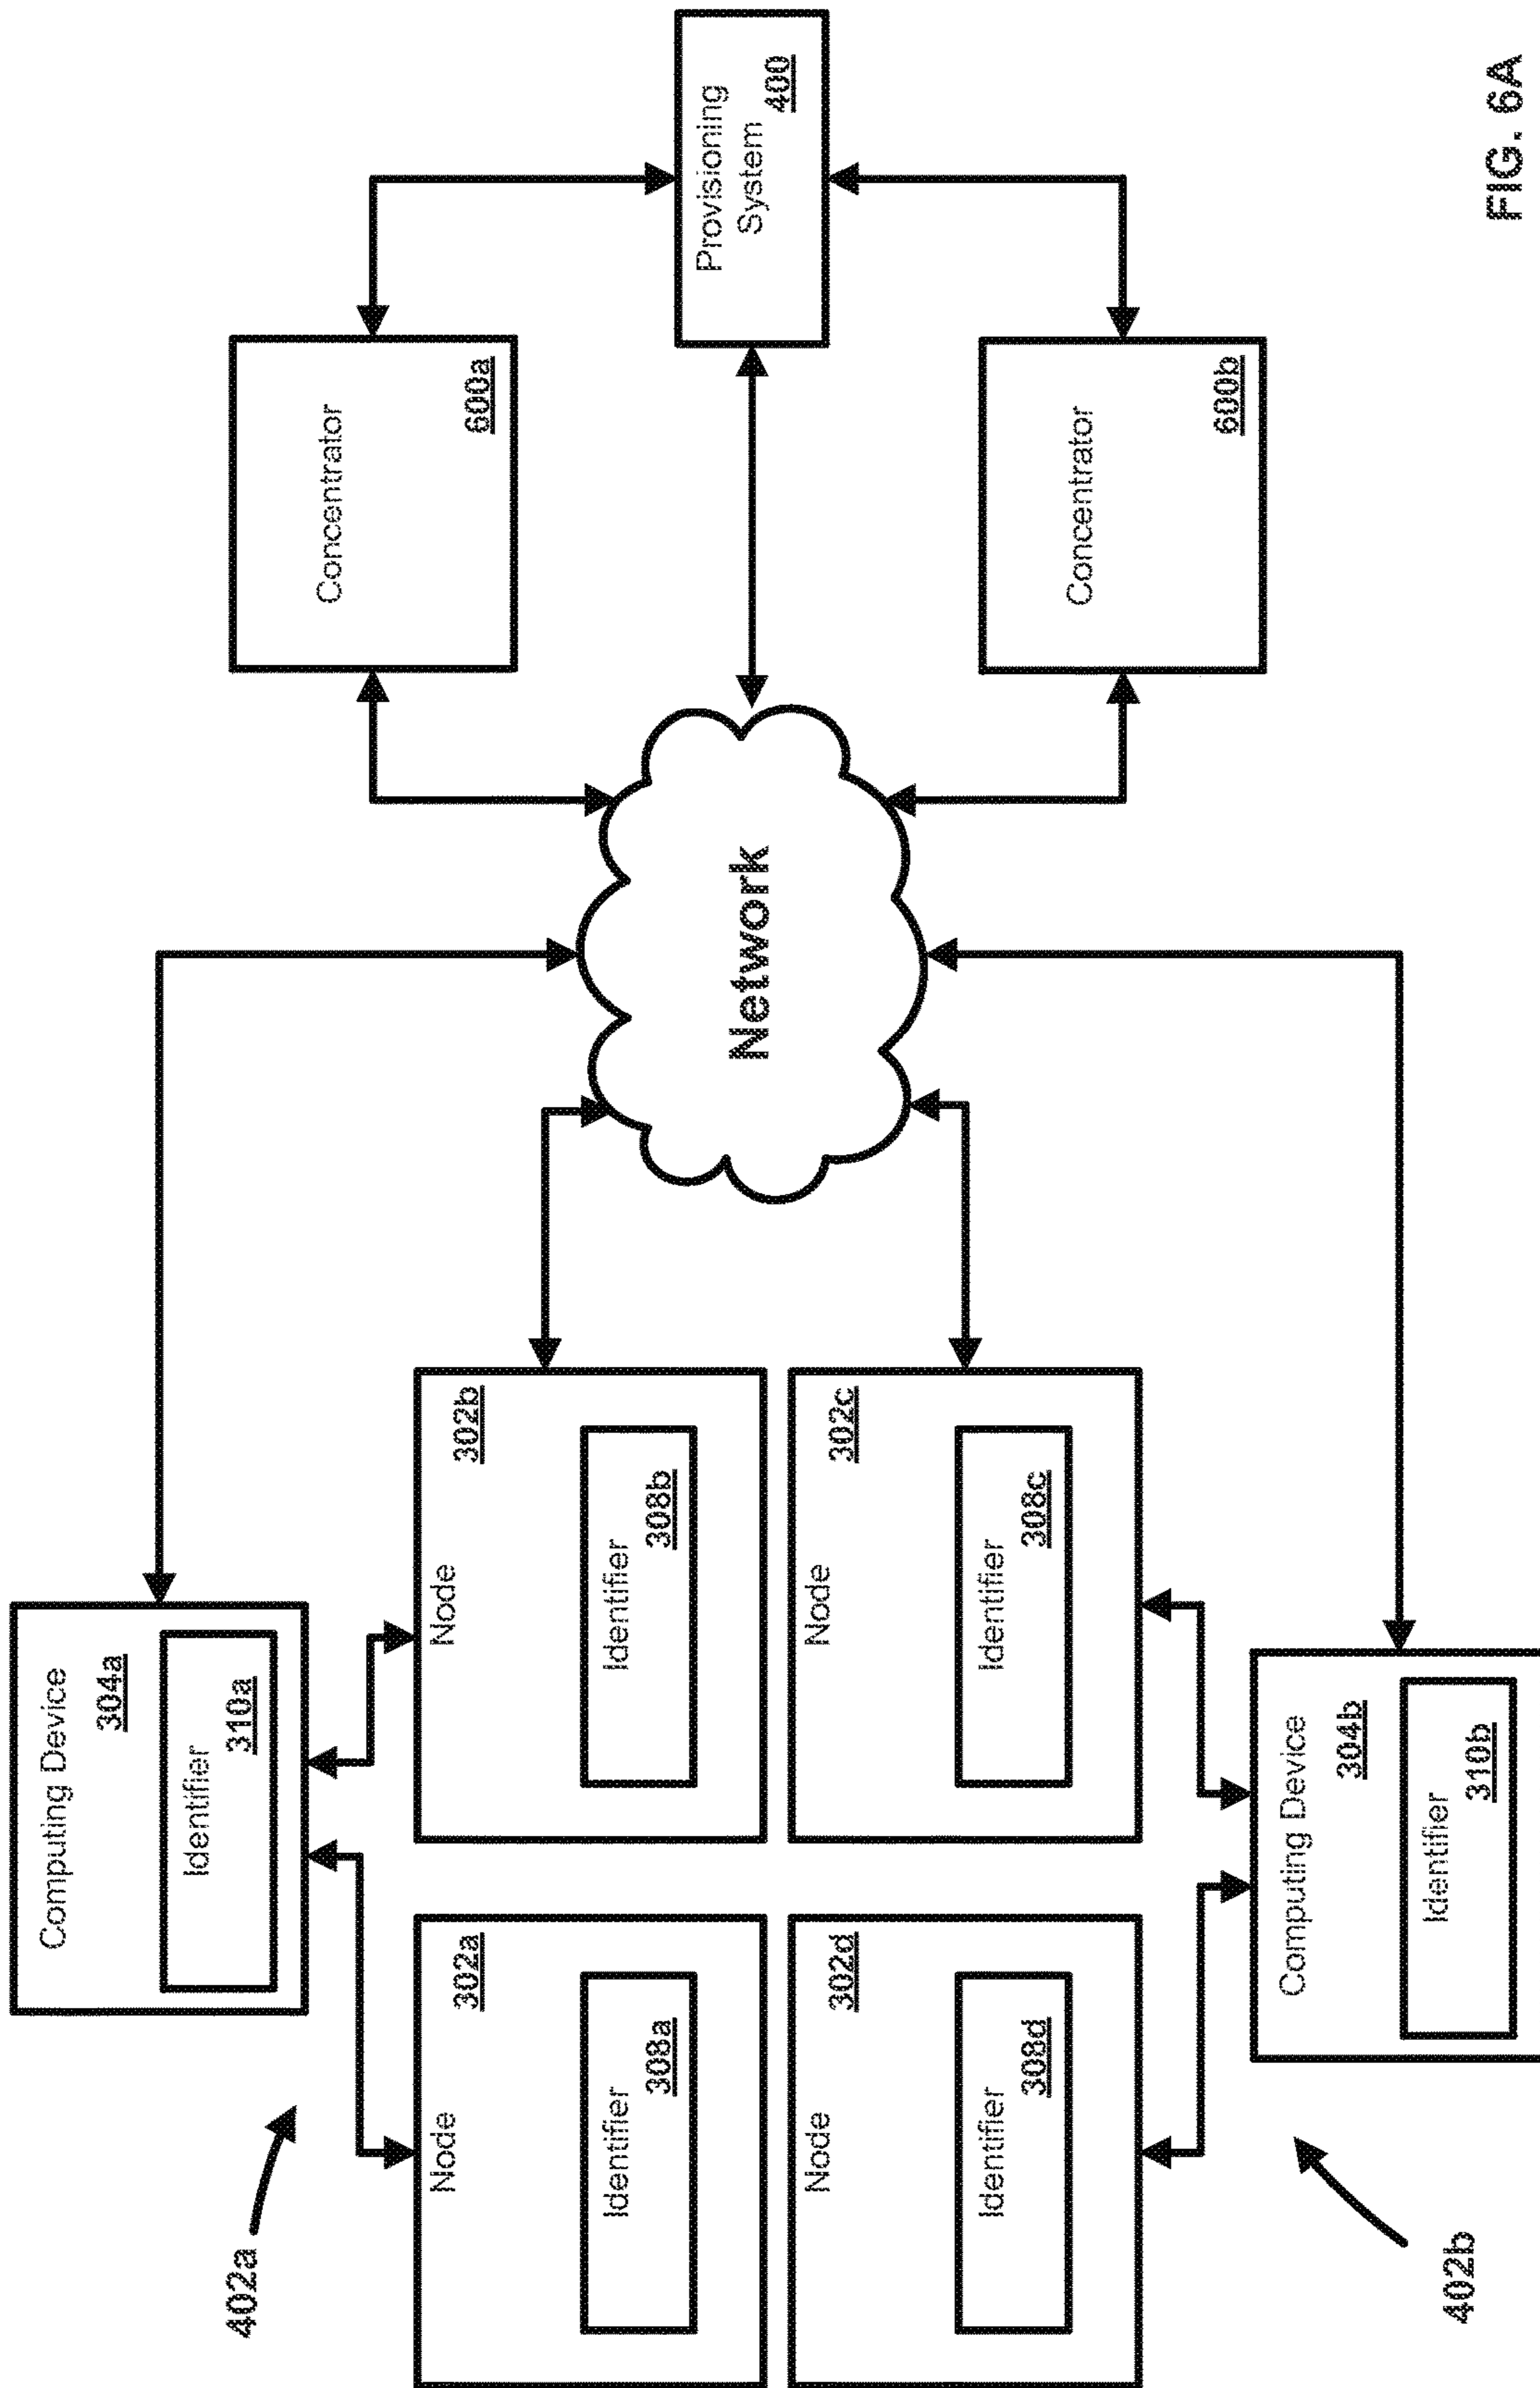 402a
Computing Device
304a
Identifier
310a
Node
302a
Identifier
308a
Node
302b
Identifier
308b
Node
302d
Identifier
308d
Node
302c
Identifier
308c
402b
Computing Device
304b
Identifier
310b
Network
Concentrator
600a
Provisioning
System
400
Concentrator
600b
FIG. 6A